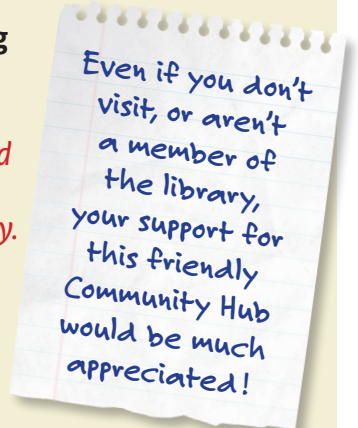 g
d
y.
Even if you don't
visit, or aren't
a member of
the library,
your support for
this friendly
Community Hub
would be much
appreciated!